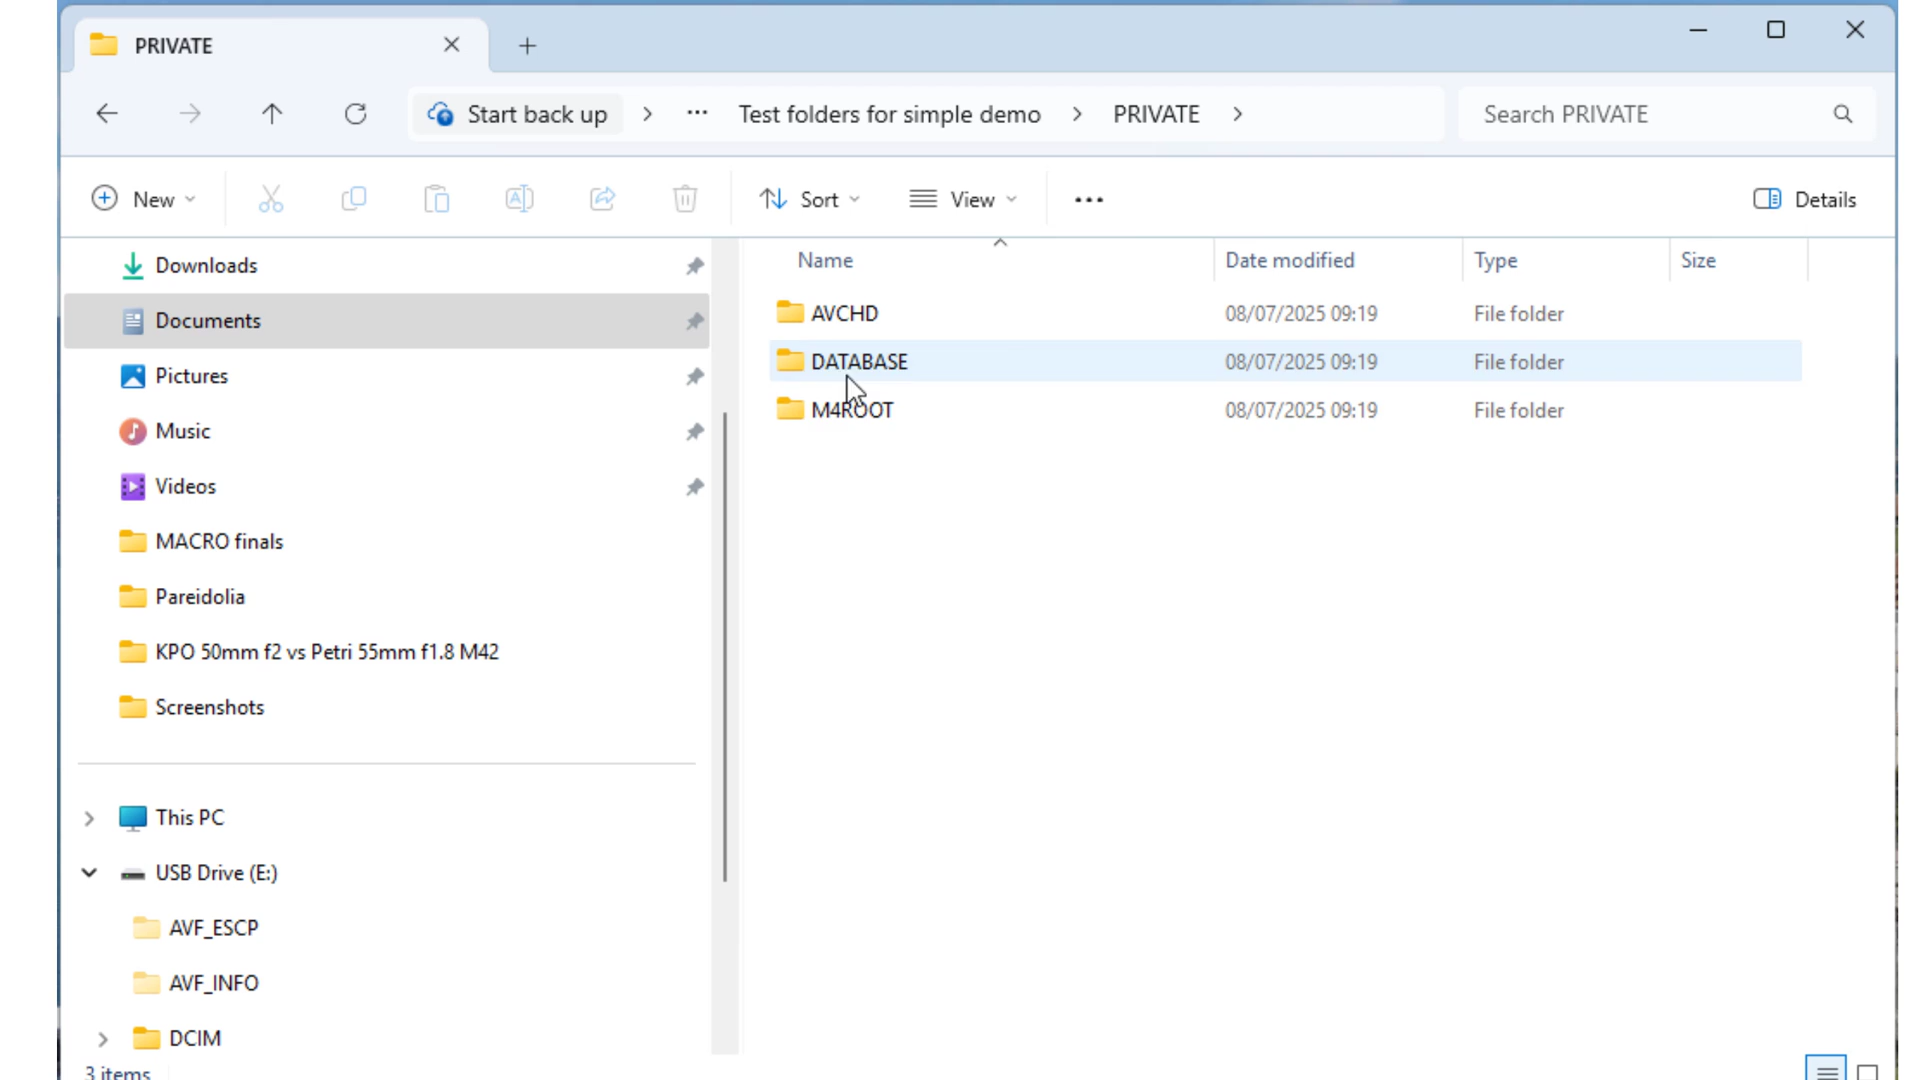 PRIVATE
Start back up
Test folders for simple demo
PRIVATE
Search PRIVATE
New
Sort
View
Details
Downloads
Documents
Pictures
Music
Videos
MACRO finals
Pareidolia
KPO 50mm f2 vs Petri 55mm f1.8 M42
Screenshots
This PC
USB Drive (E:)
AVF_ESCP
AVF_INFO
DCIM
3 items
Name Date modified Type Size
AVCHD 08/07/2025 09:19 File folder
DATABASE 08/07/2025 09:19 File folder
M4ROOT 08/07/2025 09:19 File folder